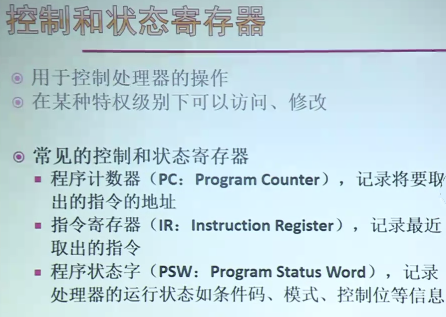 控制和状态寄存器
用于控制处理器的操作
在某种特权级别下可以访问、修改
常见的控制和状态寄存器
程序计数器（PC：Program Counter），记录将要取
出的指令的地址
指令寄存器（IR：Instruction Register），记录最近
取出的指令
程序状态字（PSW：Program Status Word），记录
处理器的运行状态如条件码、模式、控制位等信息